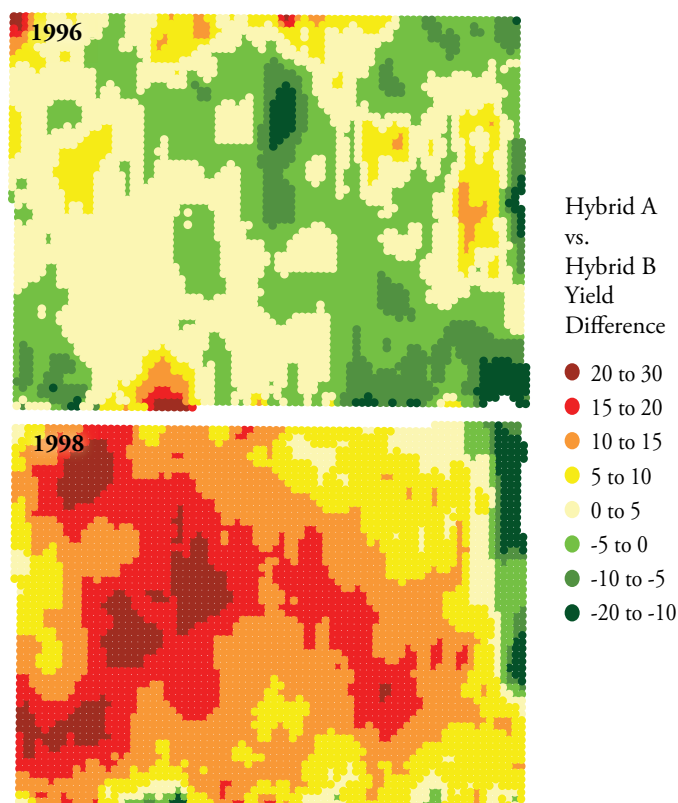 1996
Hybrid A
vs.
Hybrid B
Yield
Difference
20 to 30
15 to 20
10 to 15
5 to 10
0 to 5
-5 to 0
-10 to -5
-20 to -10
1998